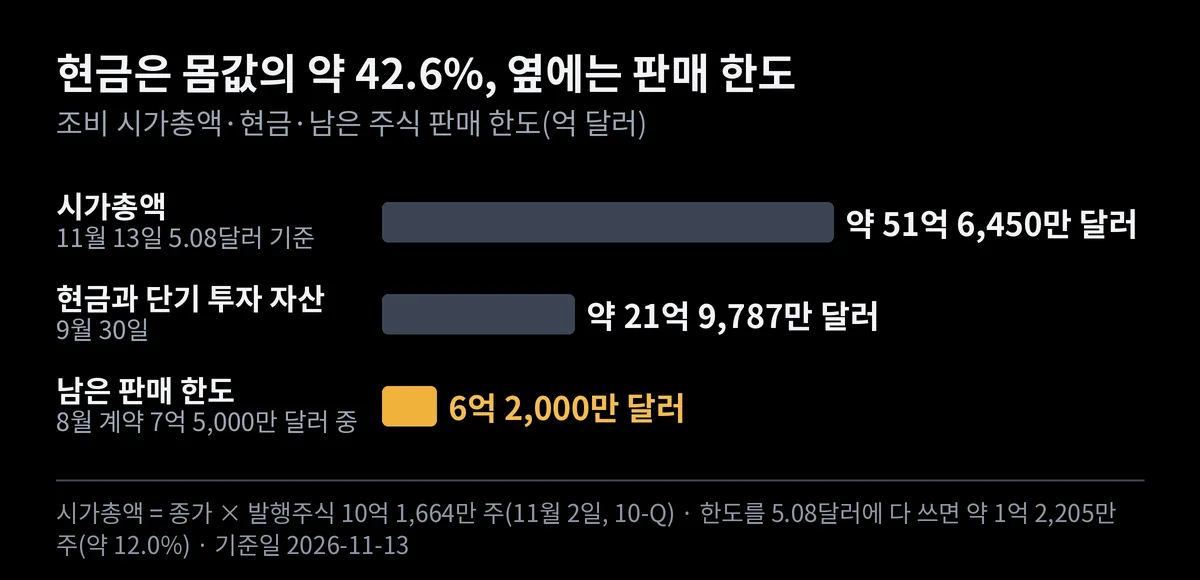 현금은 몸값의 약 42.6%, 옆에는 판매 한도
조비 시가총액·현금·남은 주식 판매 한도(억 달러)
시가총액
11월 13일 5.08달러 기준
약 51억 6,450만 달러
현금과 단기 투자 자산
9월 30일
약 21억 9,787만 달러
남은 판매 한도
8월 계약 7억 5,000만 달러 중
6억 2,000만 달러
시가총액 = 종가 × 발행주식 10억 1,664만 주(11월 2일, 10-Q) · 한도를 5.08달러에 다 쓰면 약 1억 2,205만
주(약 12.0%) · 기준일 2026-11-13